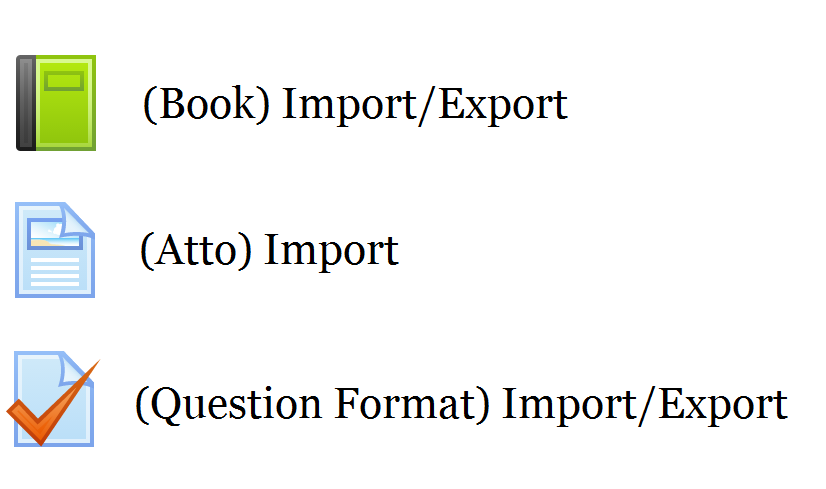 (Book) Import/Export
(Atto) Import
(Question Format) Import/Export